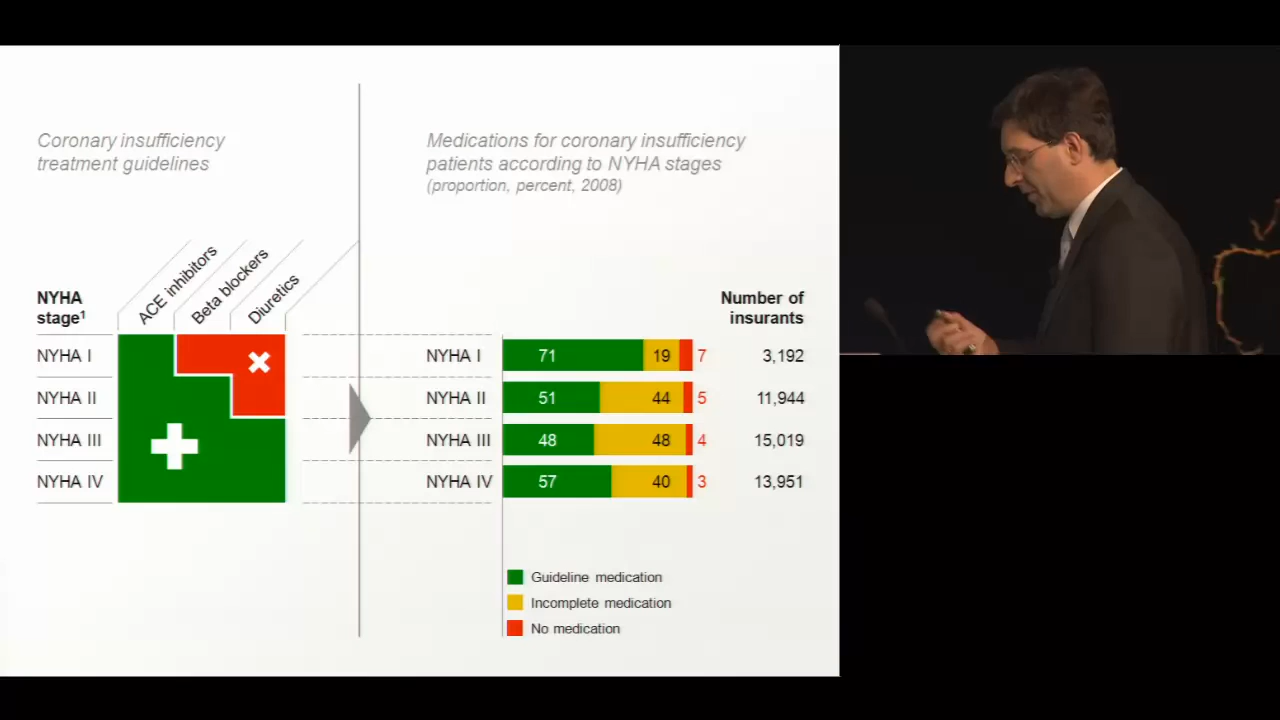 Coronary insufficiency
treatment guidelines
Medications for coronary insufficiency
patients according to NYHA stages
(proportion, percent, 2008)
NYHA
stage1
ACE inhibitors
Beta blockers
Diuretics
Number of
insurants
NYHA I
NYHA II
NYHA III
NYHA IV
NYHA I 71 19 7 3,192
NYHA II 51 44 5 11,944
NYHA III 48 48 4 15,019
NYHA IV 57 40 3 13,951
Guideline medication
Incomplete medication
No medication